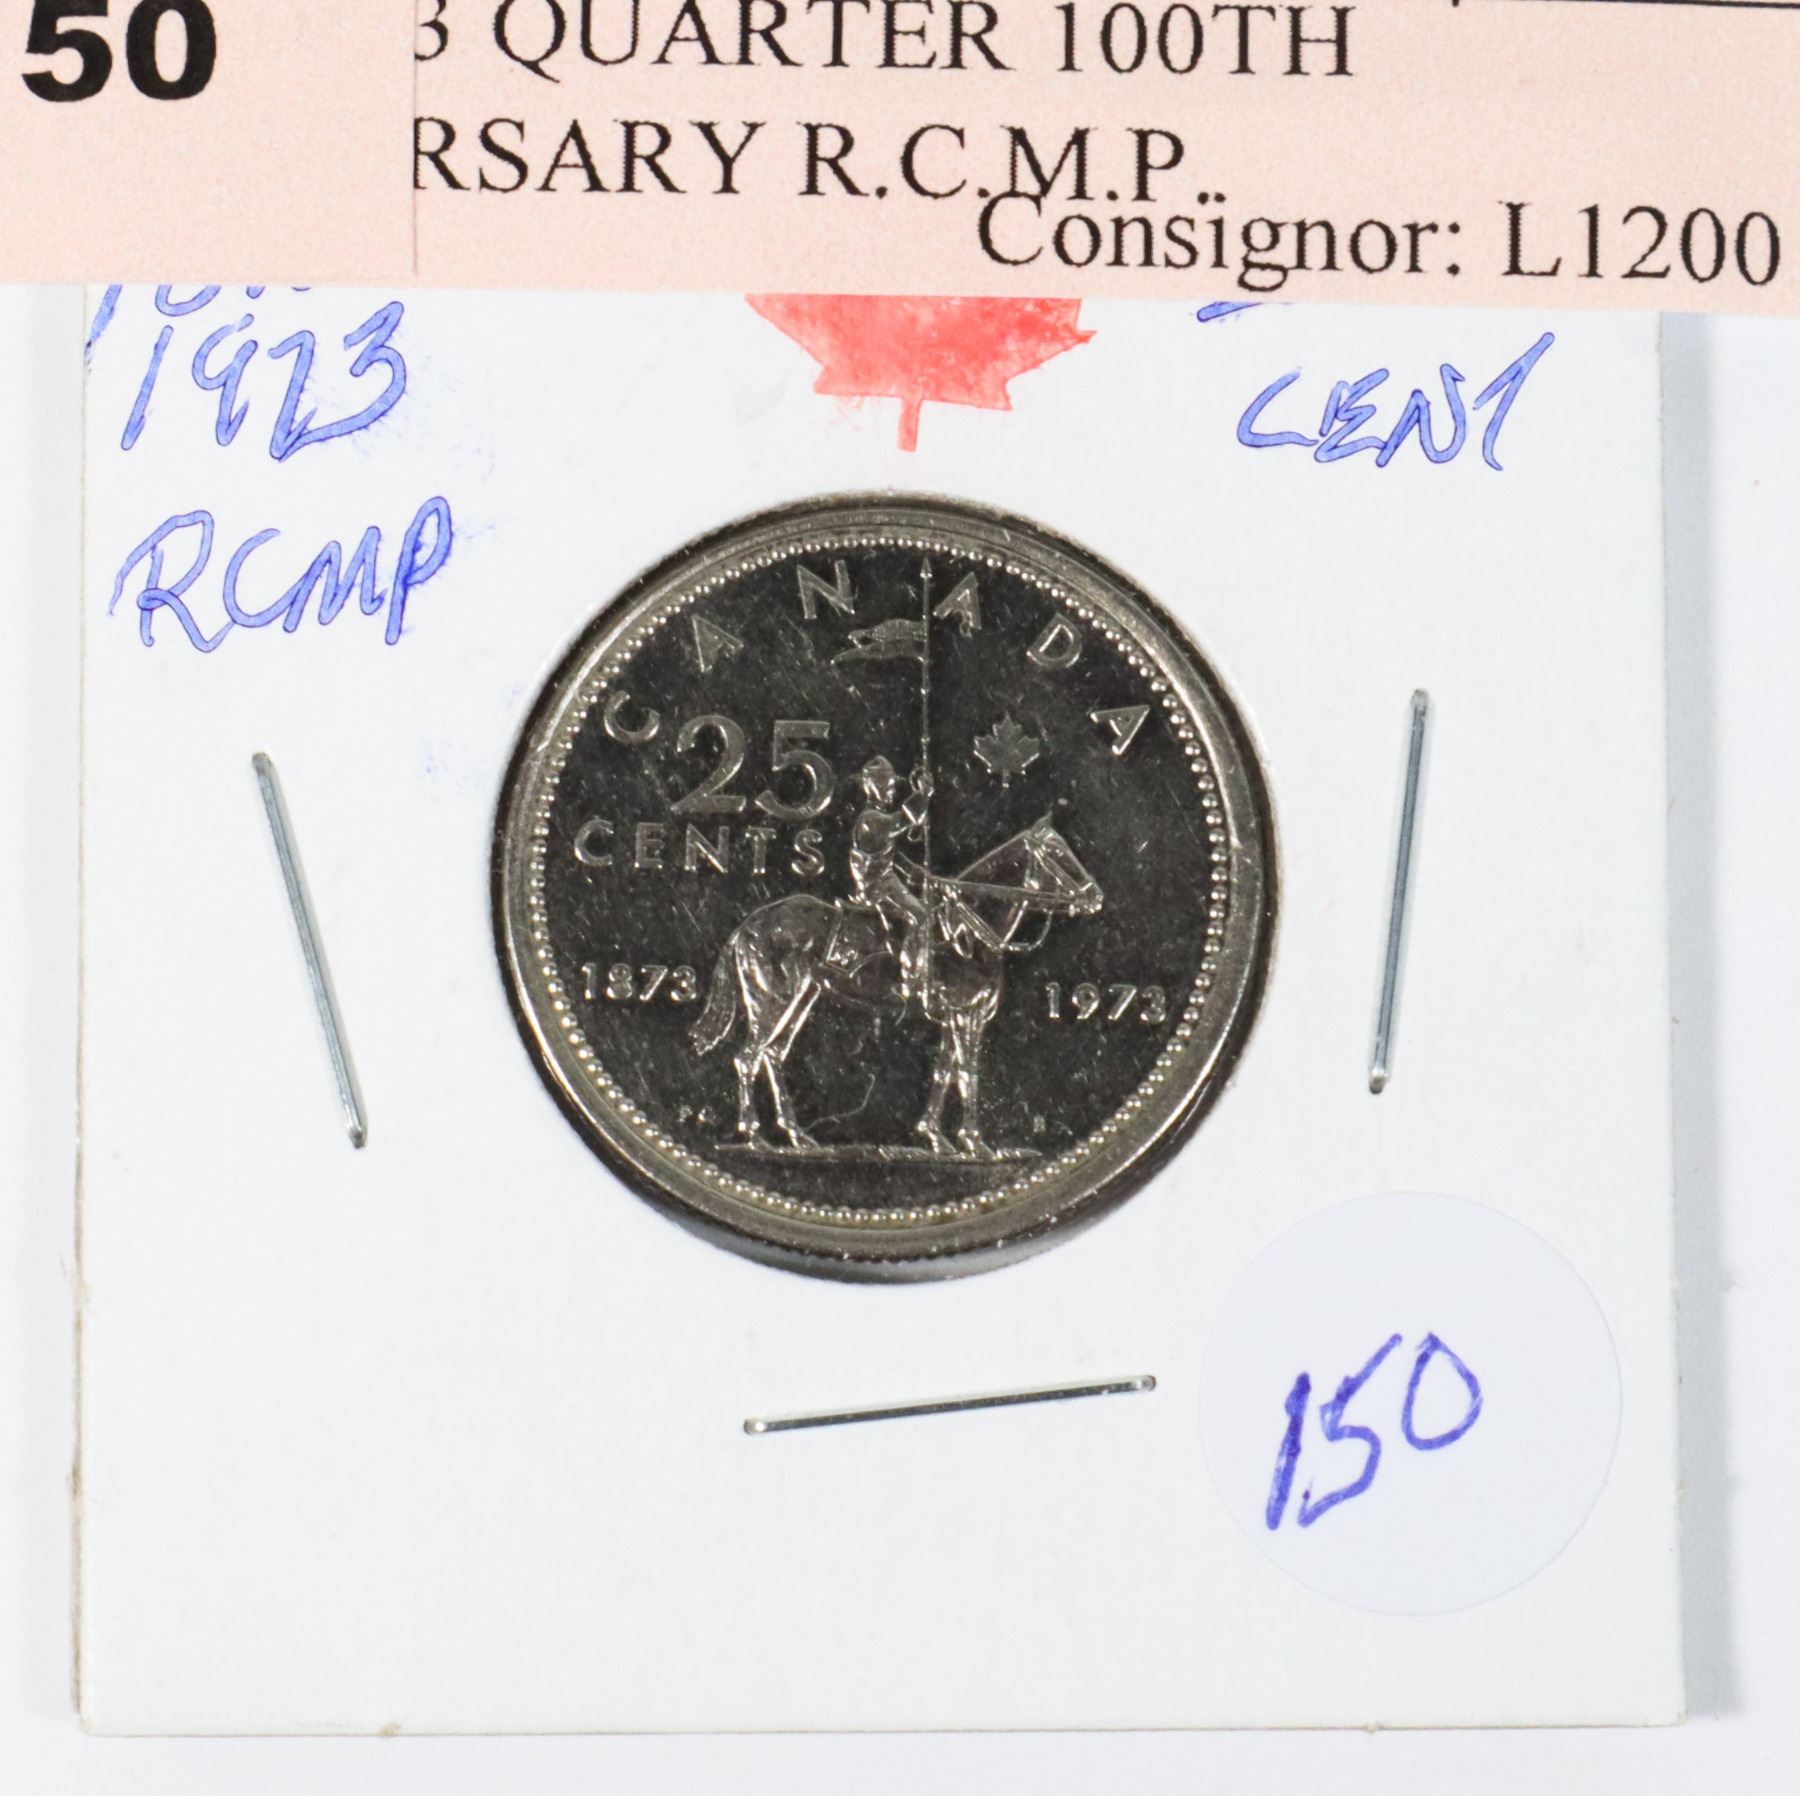 50
3 QUARTER 100TH
RSARY R.C.M.P..
Consignor: L1200
1973
CENT
RCMP
CANADA
25
CENTS
1873 1973
150